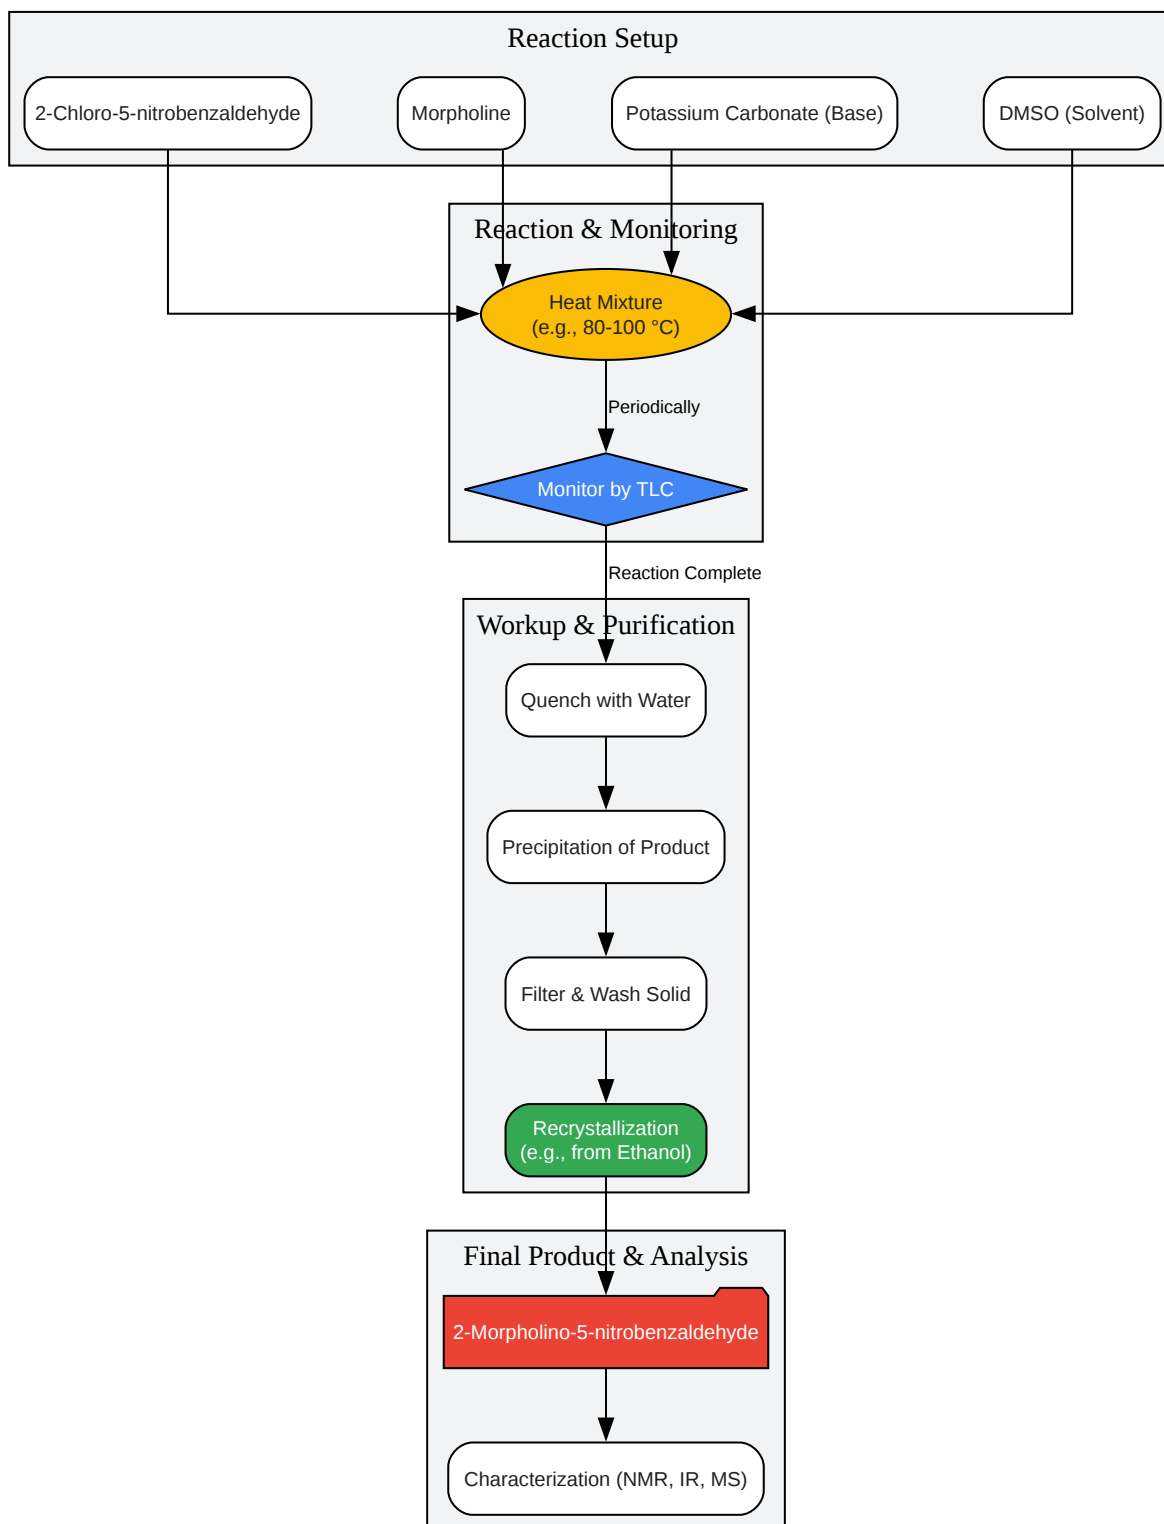 Reaction Setup
2-Chloro-5-nitrobenzaldehyde
Morpholine
Potassium Carbonate (Base)
DMSO (Solvent)
Reaction & Monitoring
Heat Mixture
(e.g., 80-100 °C)
Periodically
Monitor by TLC
Reaction Complete
Workup & Purification
Quench with Water
Precipitation of Product
Filter & Wash Solid
Recrystallization
(e.g., from Ethanol)
Final Product & Analysis
2-Morpholino-5-nitrobenzaldehyde
Characterization (NMR, IR, MS)